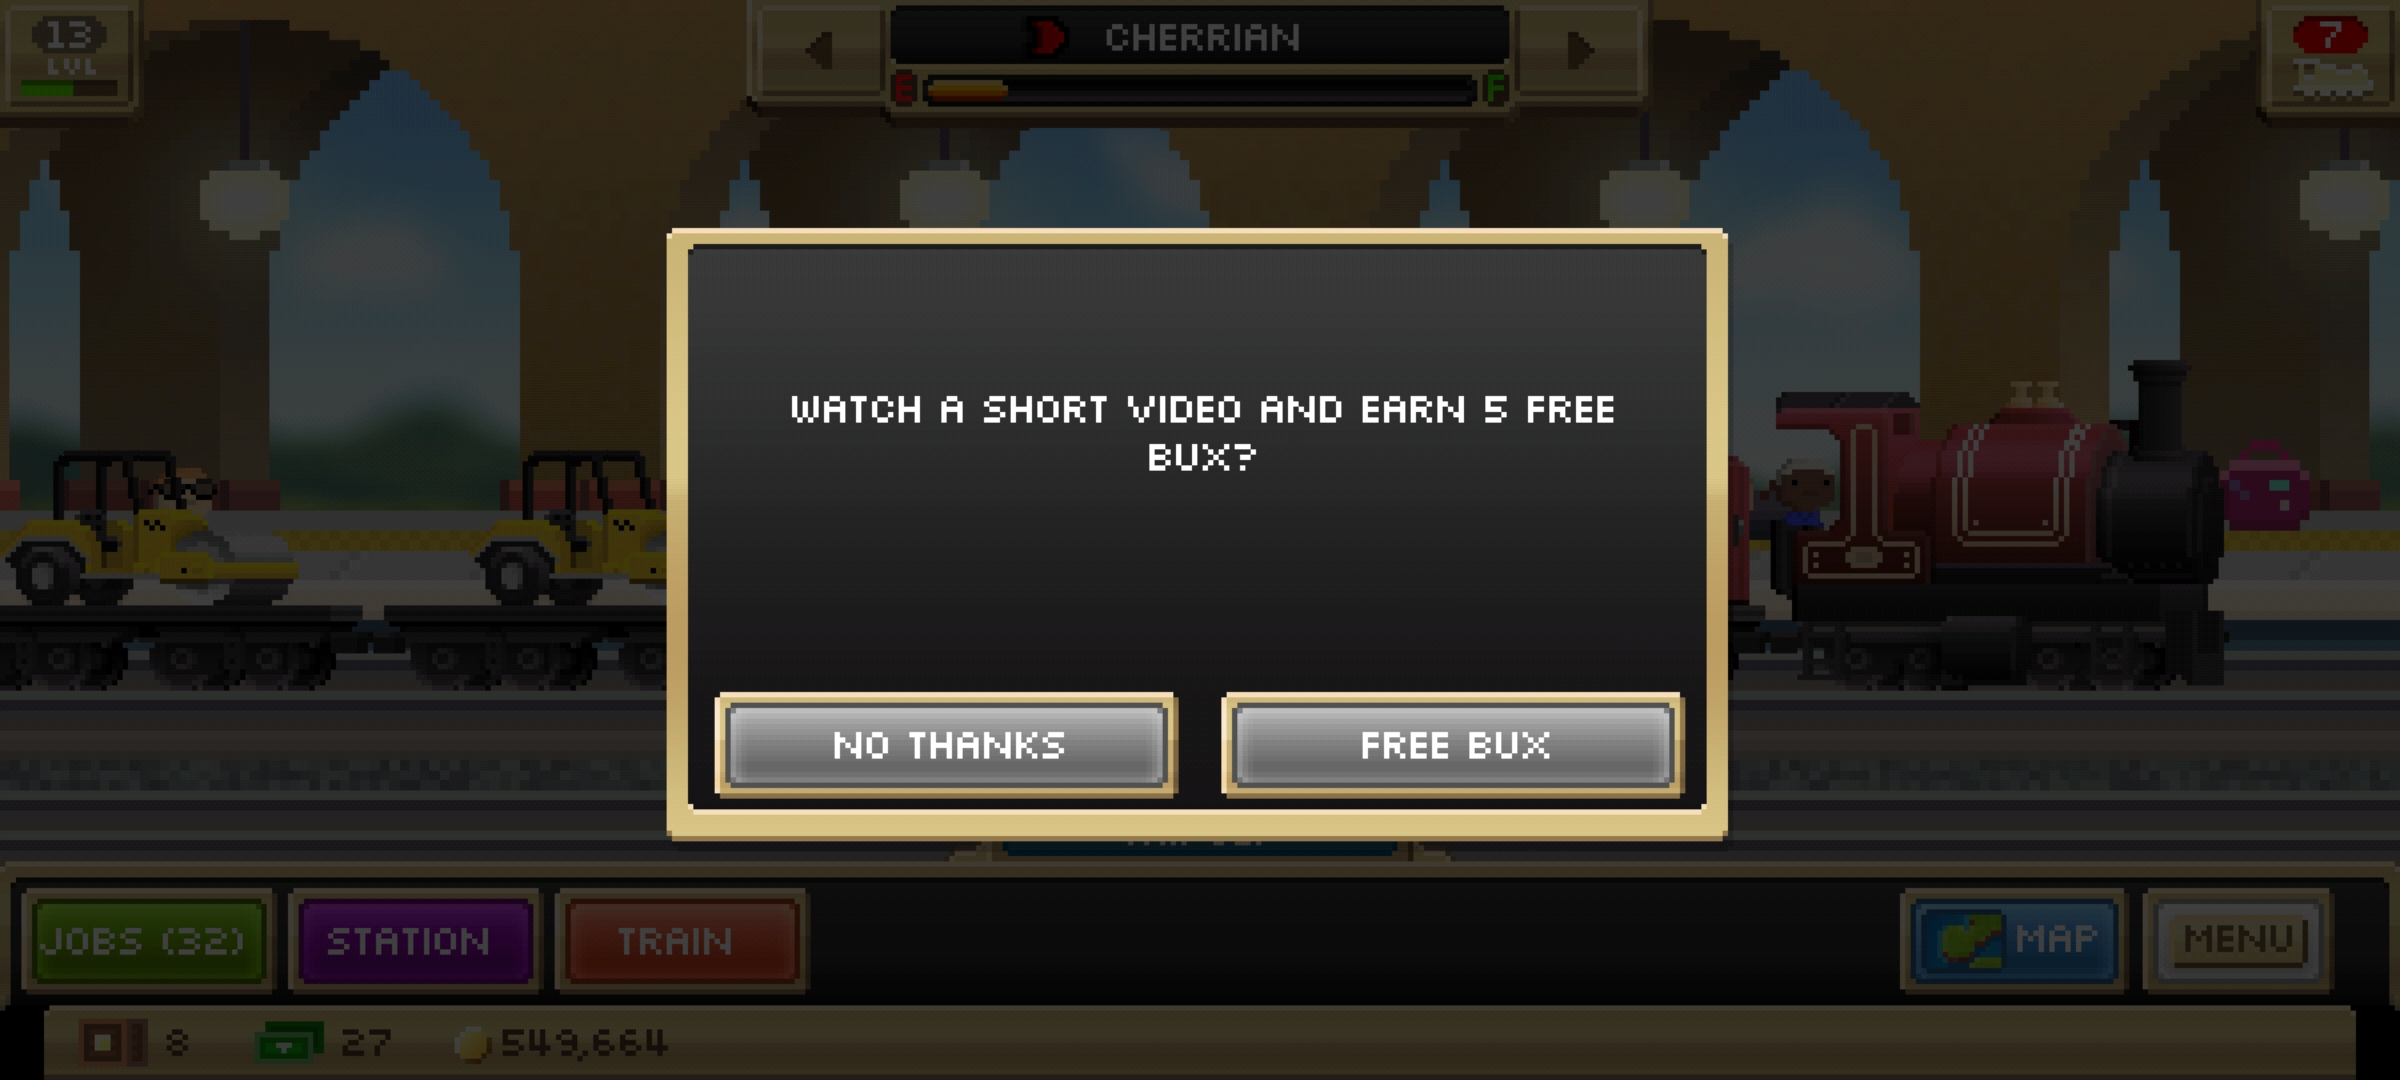 13
LVL
CHERRIAN
E
F
7
WATCH A SHORT VIDEO AND EARN 5 FREE
BUX?
NO THANKS
FREE BUX
JOBS (32)
STATION
TRAIN
MAP
MENU
8
27
549,664